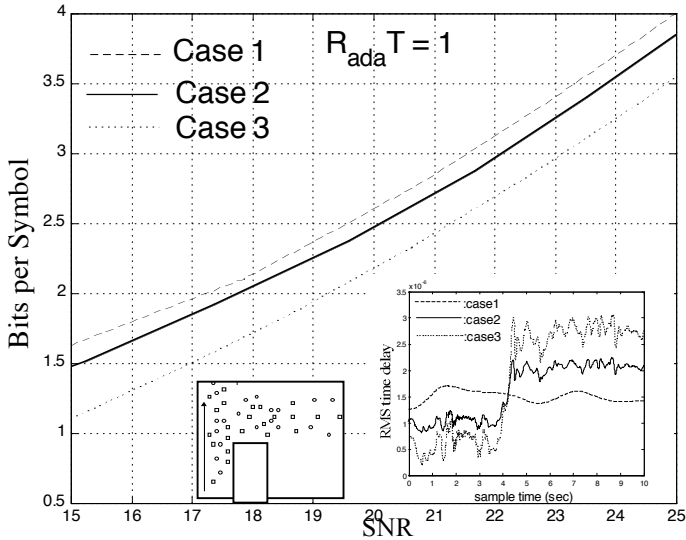 4
3.5
3
2.5
2
1.5
1
0.5
Bits per Symbol
R_ada T = 1
Case 1
Case 2
Case 3
15 16 17 18 19 20 21 22 23 24 25
SNR
x10^-8
3.5
3
2.5
2
1.5
1
0.5
0
RMS time delay
:case1
:case2
:case3
0 1 2 3 4 5 6 7 8 9 10
sample time (sec)